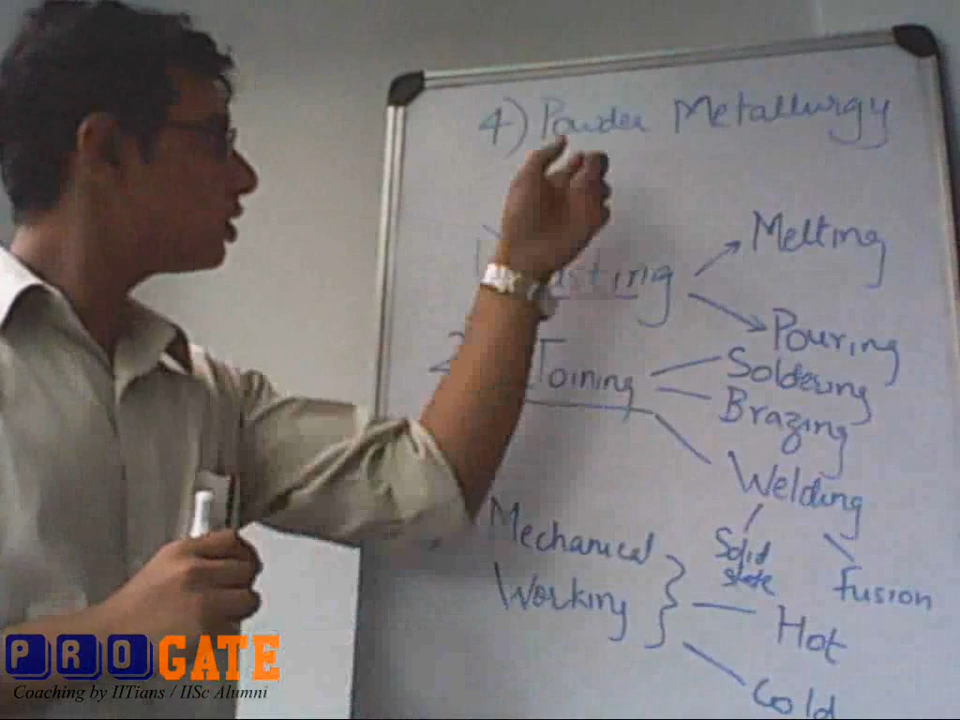 4) Powder Metallurgy
Melting
Pouring
Joining
Soldering
Brazing
Welding
Solid
state
Fusion
Mechanical
Working
Hot
Cold
PROGATE
Coaching by IITians / IISc Alumni